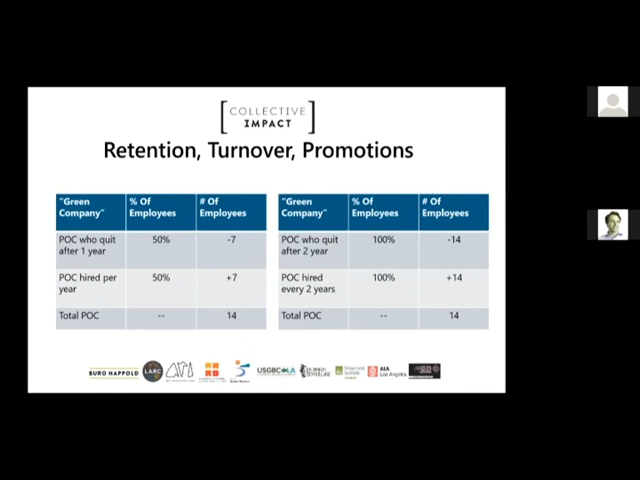 COLLECTIVE
IMPACT
Retention, Turnover, Promotions
"Green Company" % Of Employees # Of Employees
POC who quit after 1 year 50% -7
POC hired per year 50% +7
Total POC -- 14
"Green Company" % Of Employees # Of Employees
POC who quit after 2 year 100% -14
POC hired every 2 years 100% +14
Total POC -- 14
BURO HAPPOLD
LARC
USGBC LA
AIA
Los Angeles